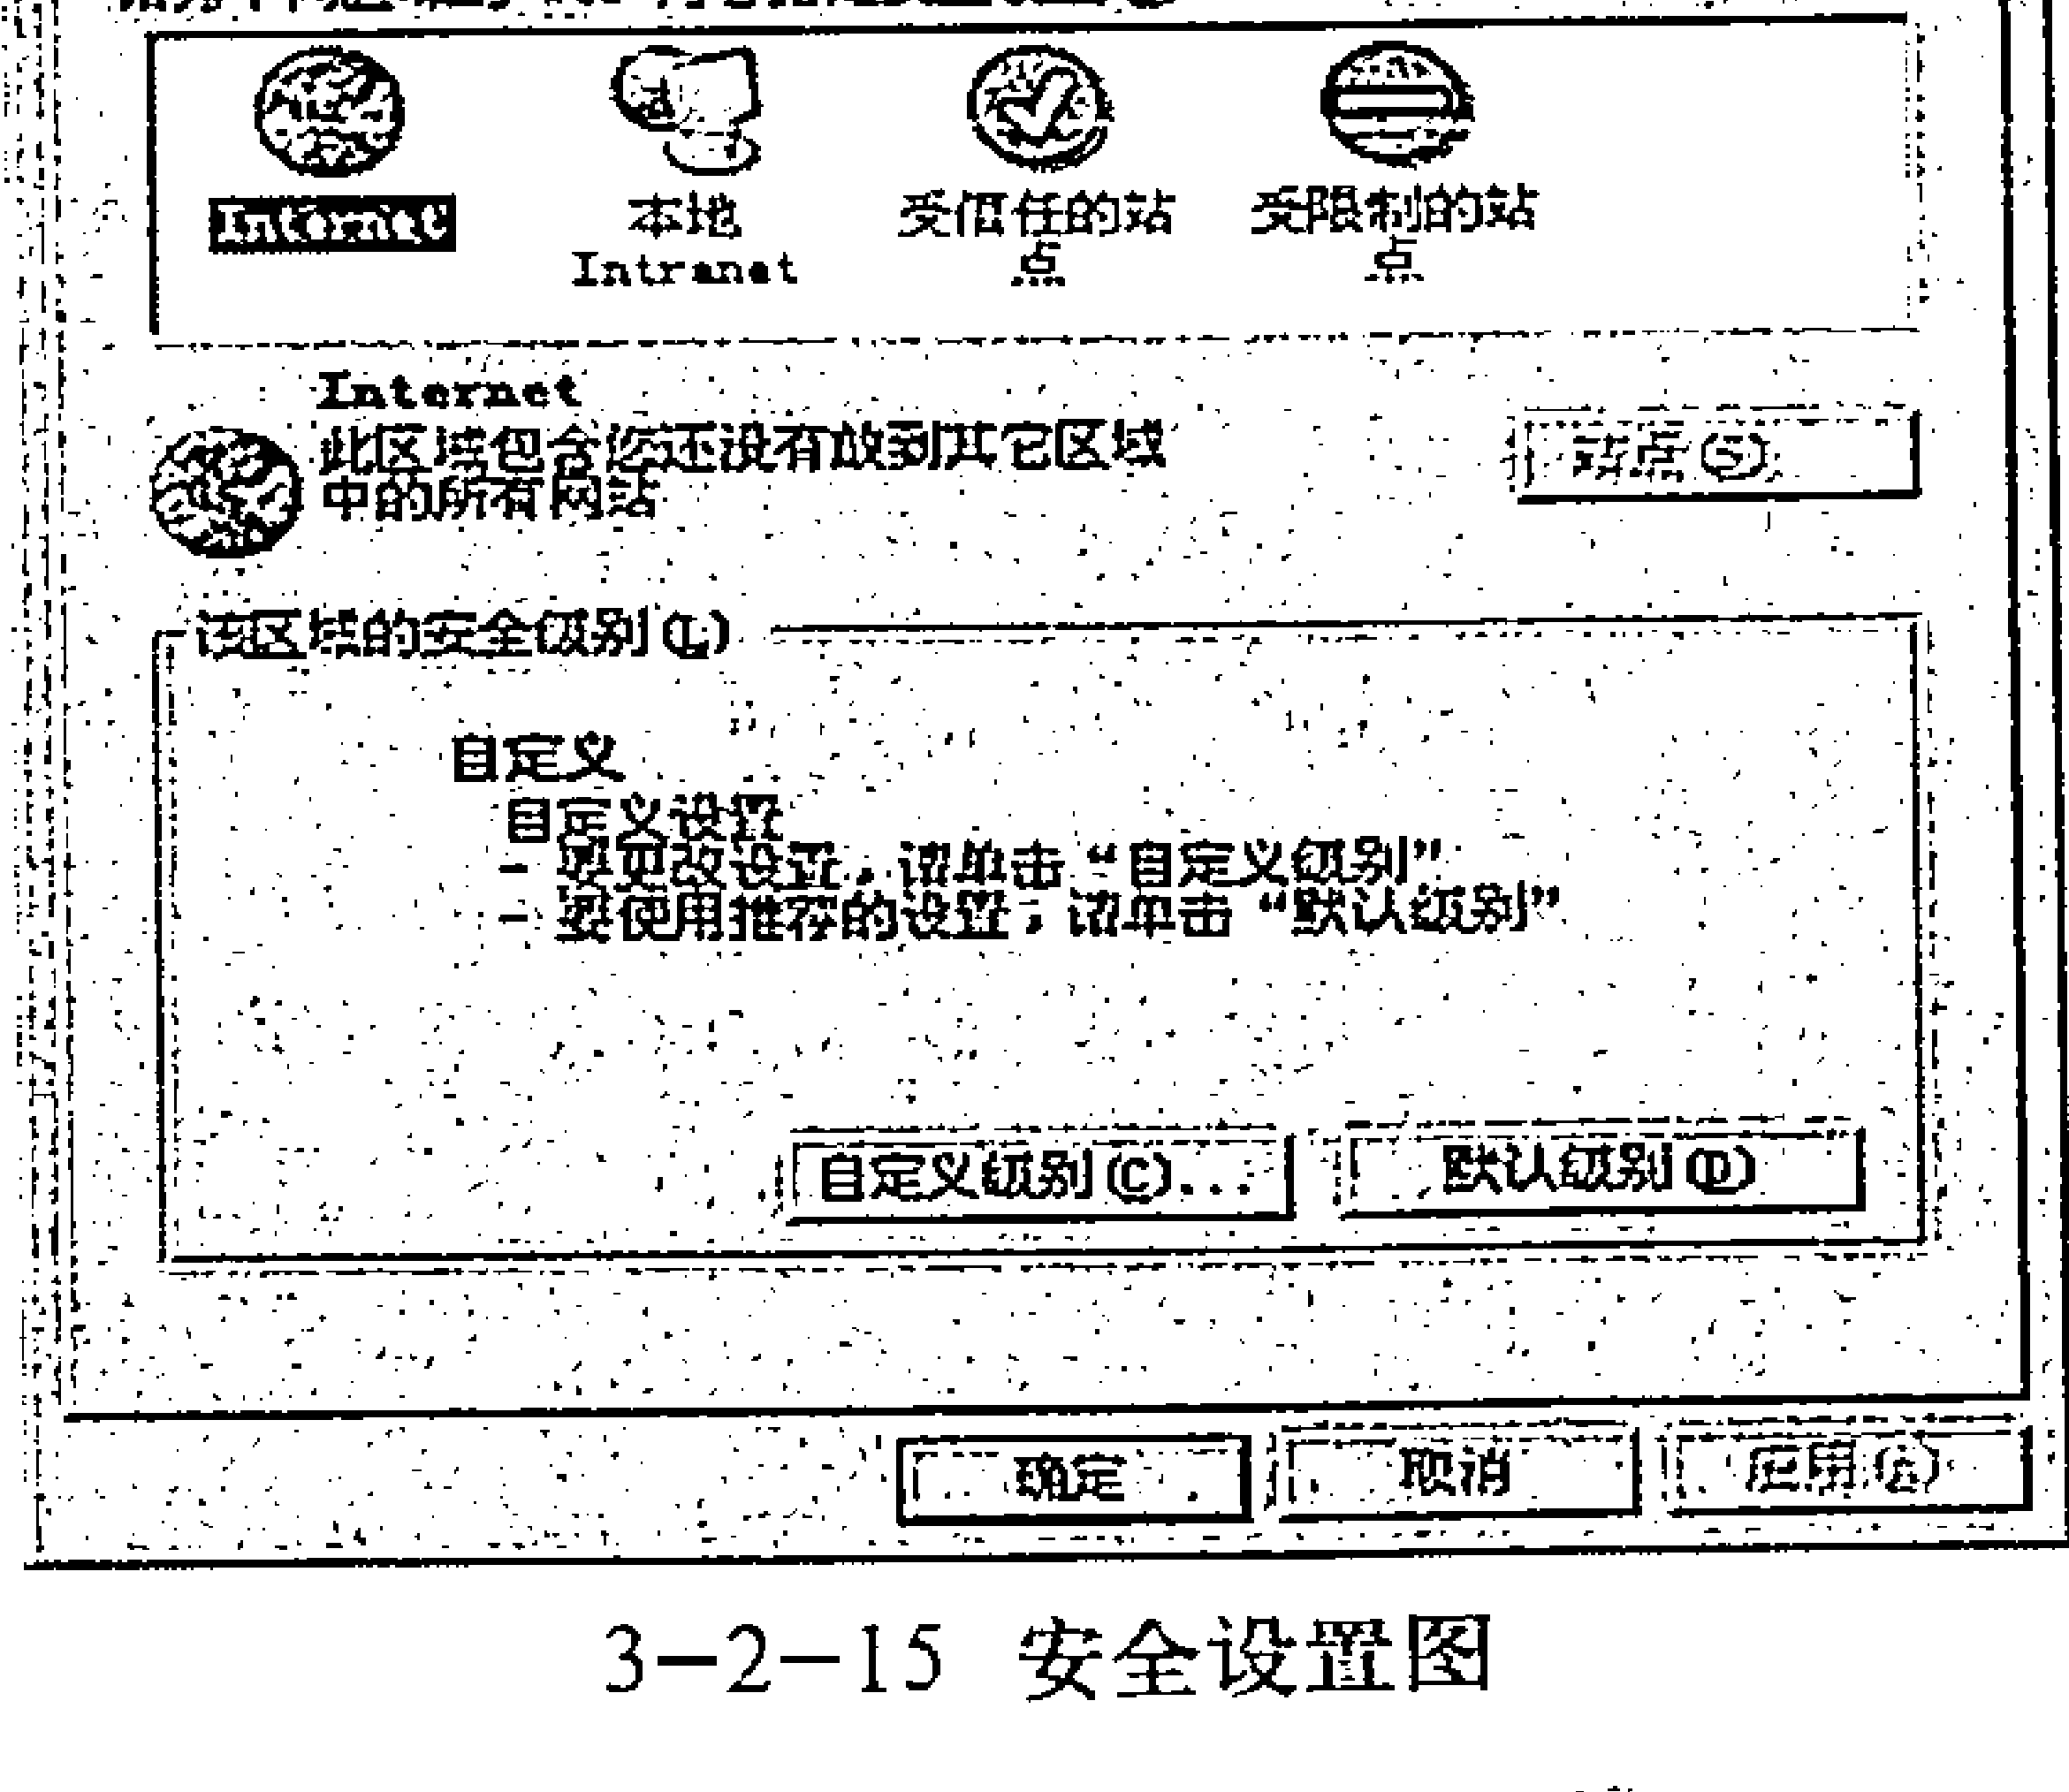 Internet
本地
Intranet
受信任的站
点
受限制的站
点
Internet
此区域包含您还没有放到其它区域
中的所有网站
站点(S)
该区域的安全级别(L)
自定义
自定义设置
- 要更改设置,请单击“自定义级别”
- 要使用推荐的设置,请单击“默认级别”
自定义级别(C)...
默认级别(D)
确定
取消
应用(A)
3-2-15 安全设置图